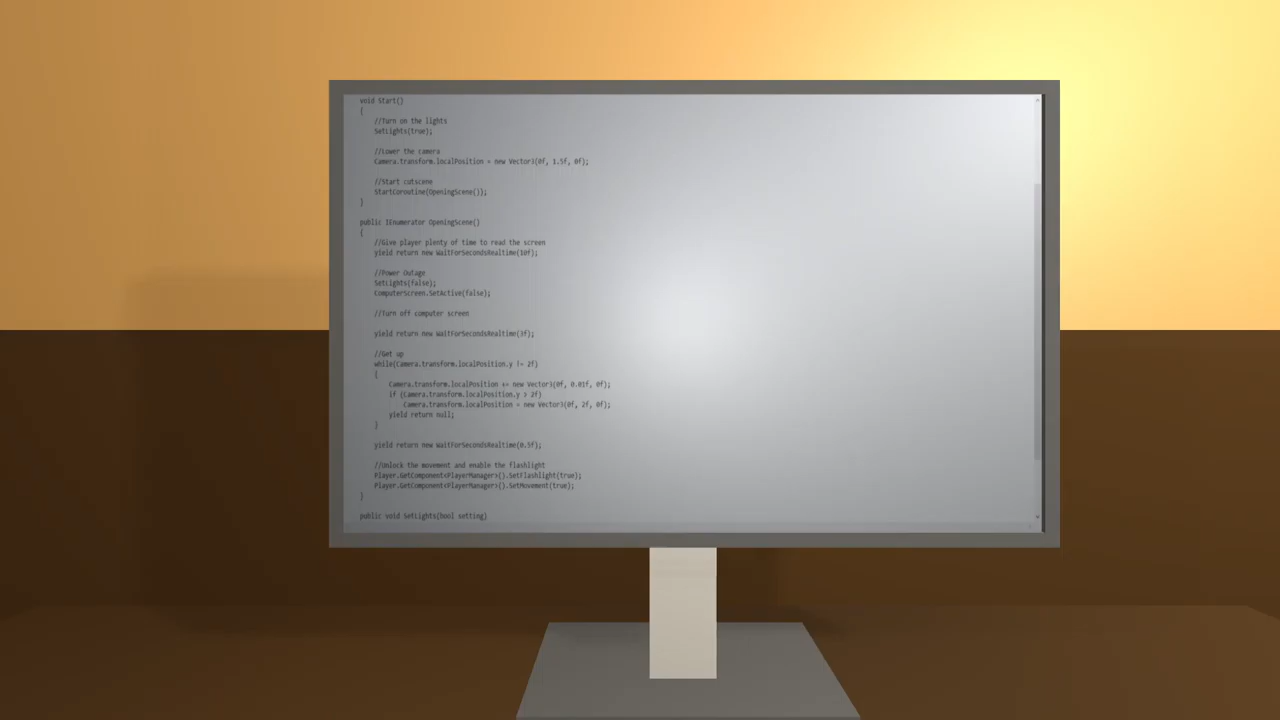 void Start()
{
//Turn on the lights
SetLights(true);
//Lower the camera
Camera.transform.localPosition = new Vector3(0f, 1.5f, 0f);
//Start cutscene
StartCoroutine(OpeningScene());
}
public IEnumerator OpeningScene()
{
//Give player plenty of time to read the screen
yield return new WaitForSecondsRealtime(10f);
//Power Outage
SetLights(false);
ComputerScreen.SetActive(false);
//Turn off computer screen
yield return new WaitForSecondsRealtime(3f);
//Get up
while(Camera.transform.localPosition.y != 2f)
{
Camera.transform.localPosition += new Vector3(0f, 0.01f, 0f);
if (Camera.transform.localPosition.y > 2f)
Camera.transform.localPosition = new Vector3(0f, 2f, 0f);
yield return null;
}
yield return new WaitForSecondsRealtime(0.5f);
//Unlock the movement and enable the flashlight
Player.GetComponent<PlayerManager>().SetFlashlight(true);
Player.GetComponent<PlayerManager>().SetMovement(true);
}
public void SetLights(bool setting)